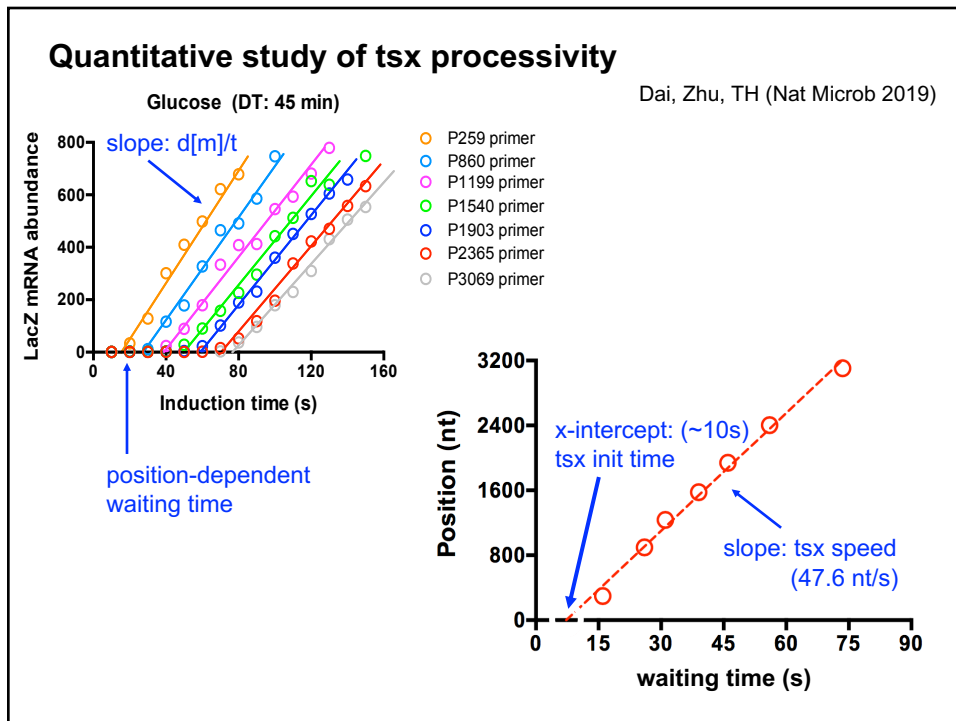 Quantitative study of tsx processivity
Dai, Zhu, TH (Nat Microb 2019)
Glucose (DT: 45 min)
slope: d[m]/t
LacZ mRNA abundance
800
600
400
200
0
0 40 80 120 160
Induction time (s)
position-dependent
waiting time
P259 primer
P860 primer
P1199 primer
P1540 primer
P1903 primer
P2365 primer
P3069 primer
Position (nt)
3200
2400
1600
800
0
0 15 30 45 60 75 90
waiting time (s)
x-intercept: (~10s)
tsx init time
slope: tsx speed
(47.6 nt/s)